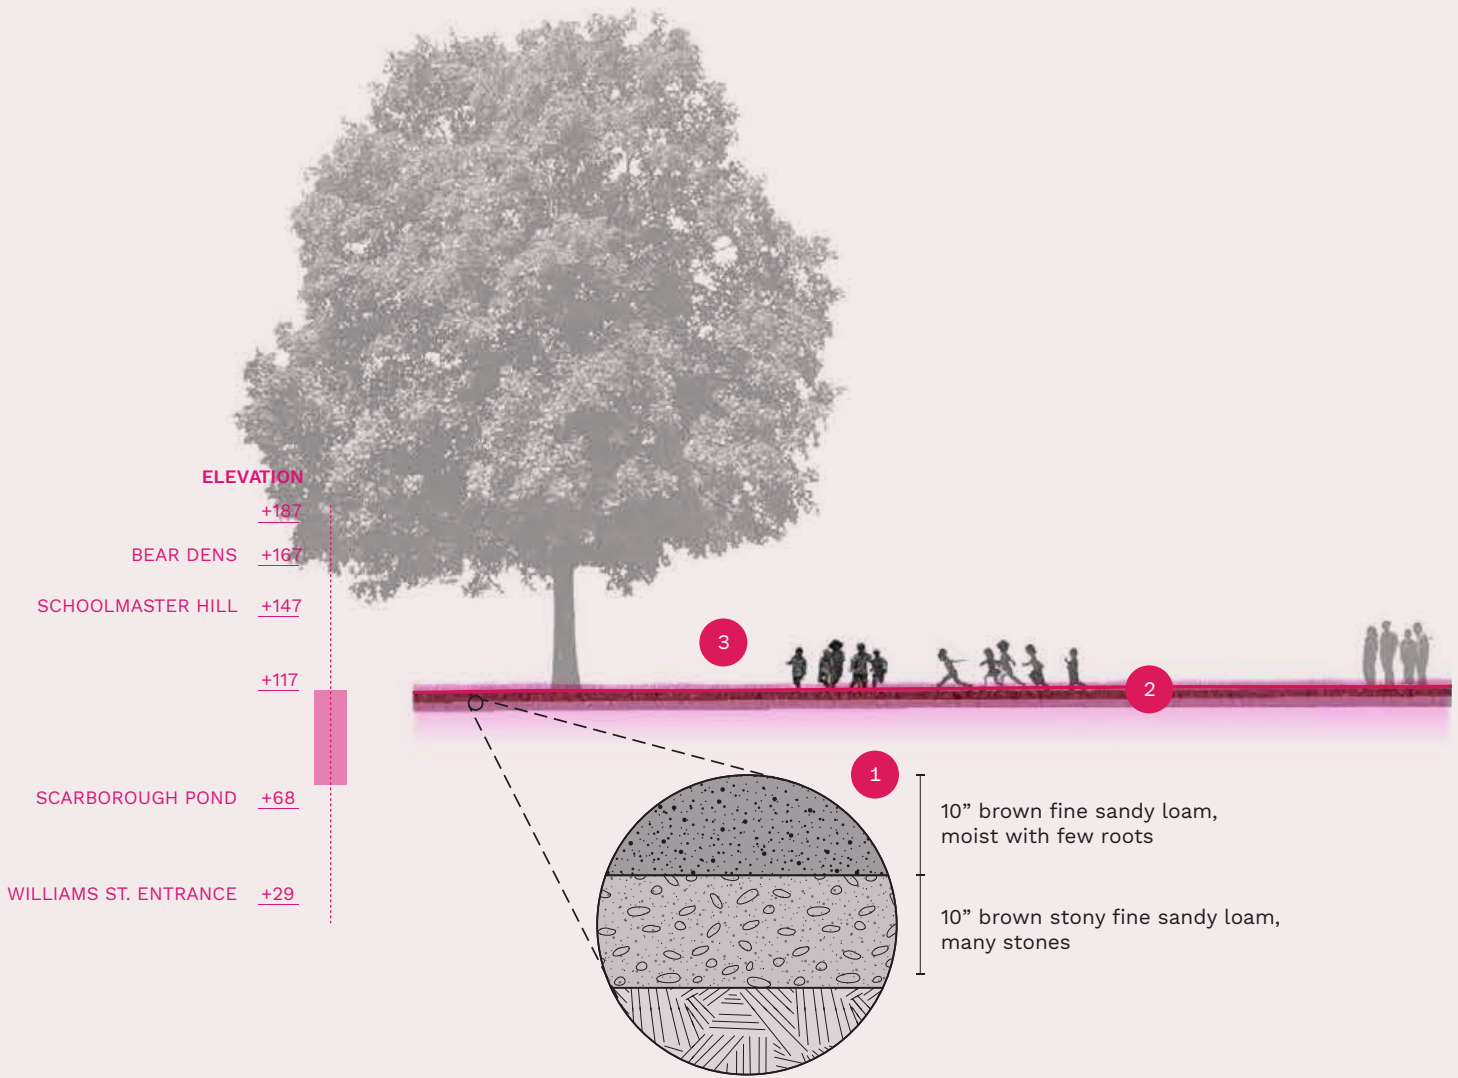 ELEVATION
+187
BEAR DENS +167
SCHOOLMASTER HILL +147
+117
SCARBOROUGH POND +68
WILLIAMS ST. ENTRANCE +29
3
2
1
10” brown fine sandy loam,
moist with few roots
10” brown stony fine sandy loam,
many stones